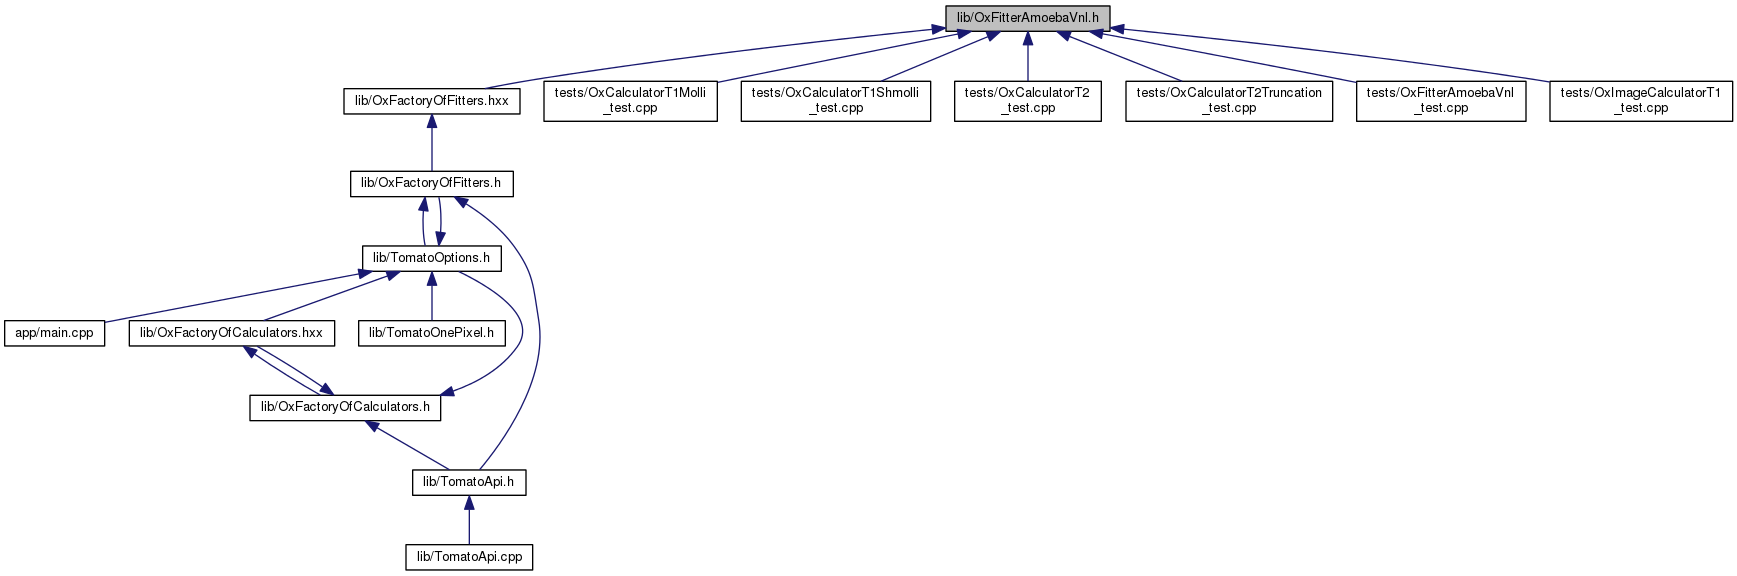 lib/OxFitterAmoebaVnl.h
lib/OxFactoryOfFitters.hxx
tests/OxCalculatorT1Molli
_test.cpp
tests/OxCalculatorT1Shmolli
_test.cpp
tests/OxCalculatorT2
_test.cpp
tests/OxCalculatorT2Truncation
_test.cpp
tests/OxFitterAmoebaVnl
_test.cpp
tests/OxImageCalculatorT1
_test.cpp
lib/OxFactoryOfFitters.h
lib/TomatoOptions.h
app/main.cpp
lib/OxFactoryOfCalculators.hxx
lib/TomatoOnePixel.h
lib/OxFactoryOfCalculators.h
lib/TomatoApi.h
lib/TomatoApi.cpp